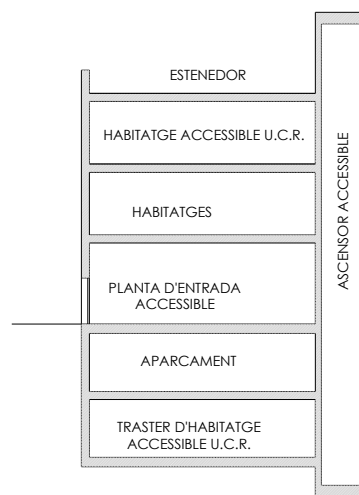 ESTENEDOR
HABITATGE ACCESSIBLE U.C.R.
HABITATGES
PLANTA D'ENTRADA
ACCESSIBLE
APARCAMENT
TRASTER D'HABITATGE
ACCESSIBLE U.C.R.
ASCENSOR ACCESSIBLE